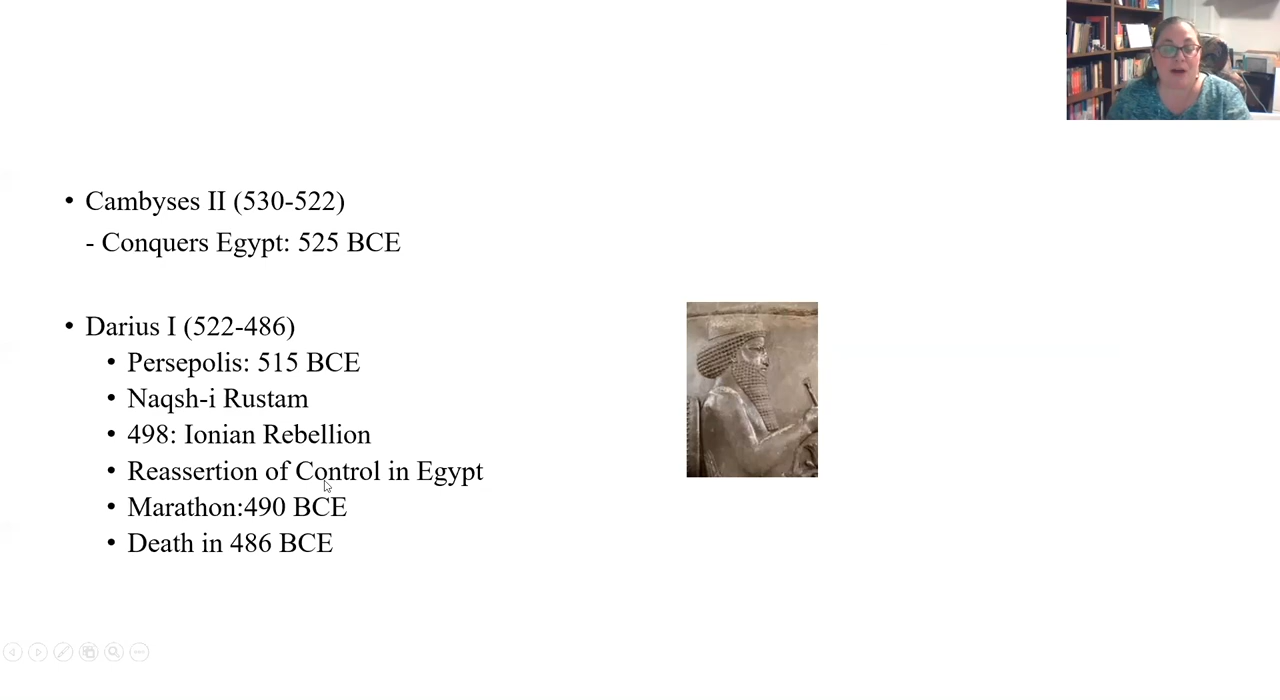 • Cambyses II (530-522)
- Conquers Egypt: 525 BCE
• Darius I (522-486)
• Persepolis: 515 BCE
• Naqsh-i Rustam
• 498: Ionian Rebellion
• Reassertion of Control in Egypt
• Marathon:490 BCE
• Death in 486 BCE